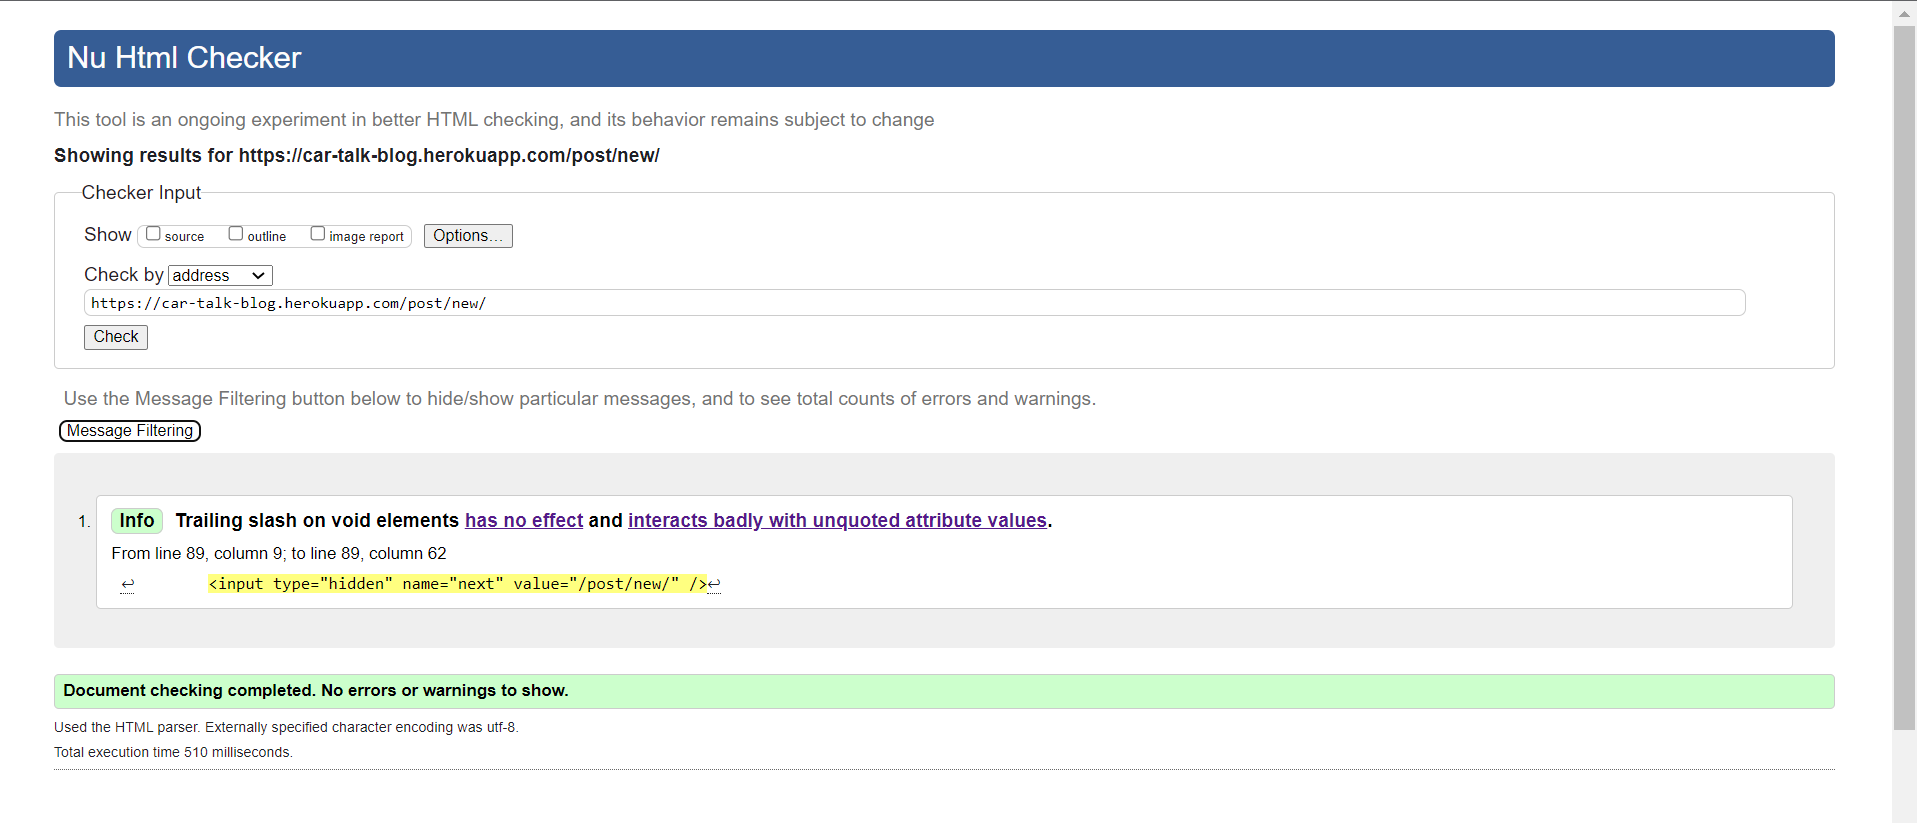 Nu Html Checker
This tool is an ongoing experiment in better HTML checking, and its behavior remains subject to change
Showing results for https://car-talk-blog.herokuapp.com/post/new/
Checker Input
Show source outline image report Options...
Check by address
https://car-talk-blog.herokuapp.com/post/new/
Check
Use the Message Filtering button below to hide/show particular messages, and to see total counts of errors and warnings.
Message Filtering
1. Info Trailing slash on void elements has no effect and interacts badly with unquoted attribute values.
From line 89, column 9; to line 89, column 62
↩ <input type="hidden" name="next" value="/post/new/" />↩
Document checking completed. No errors or warnings to show.
Used the HTML parser. Externally specified character encoding was utf-8.
Total execution time 510 milliseconds.